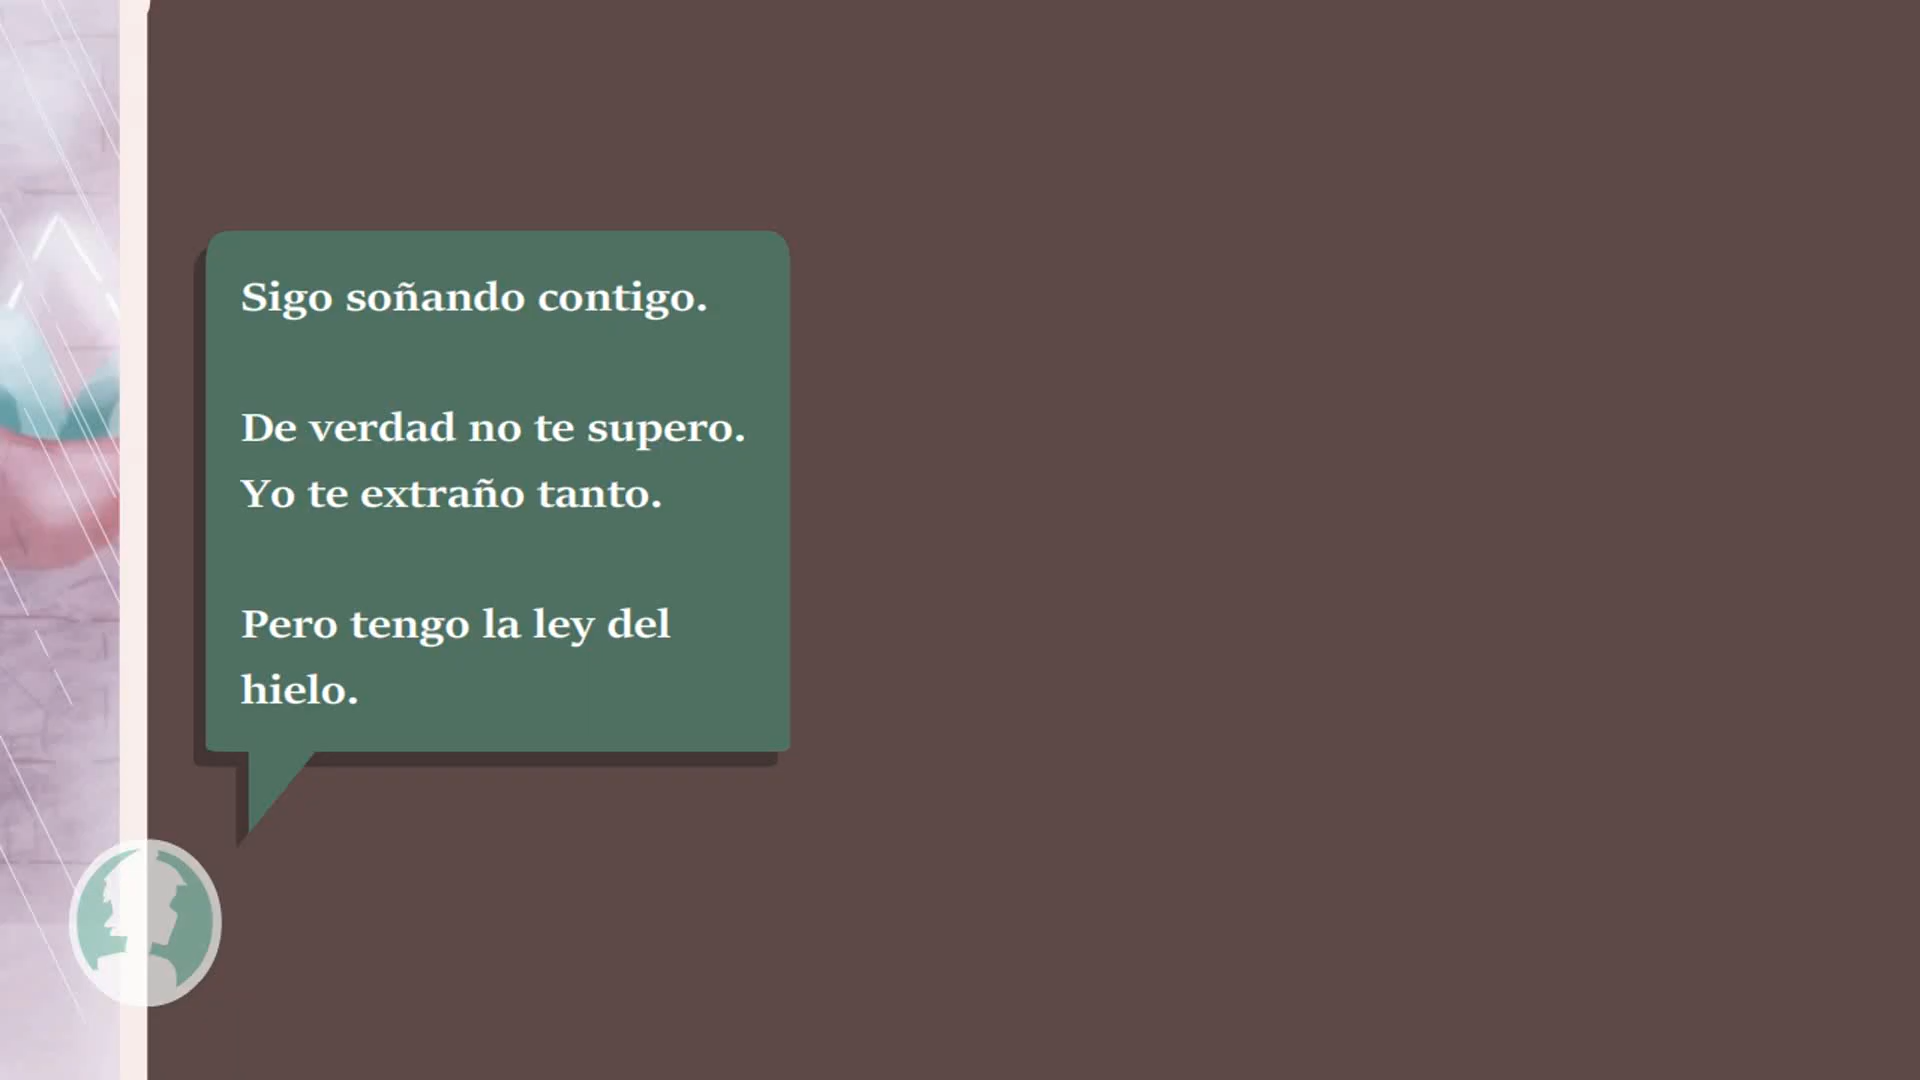 Sigo soñando contigo.
De verdad no te supero.
Yo te extraño tanto.
Pero tengo la ley del
hielo.